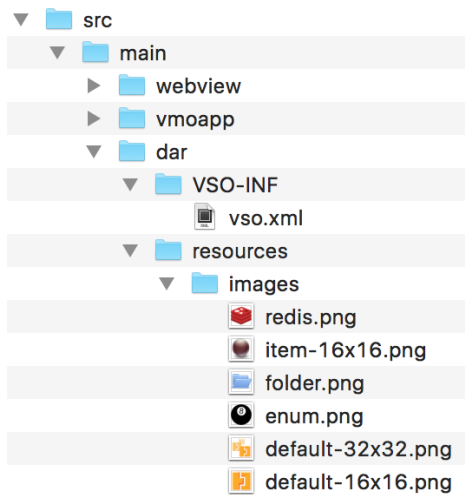 src
main
webview
vmoapp
dar
VSO-INF
vso.xml
resources
images
redis.png
item-16x16.png
folder.png
enum.png
default-32x32.png
default-16x16.png